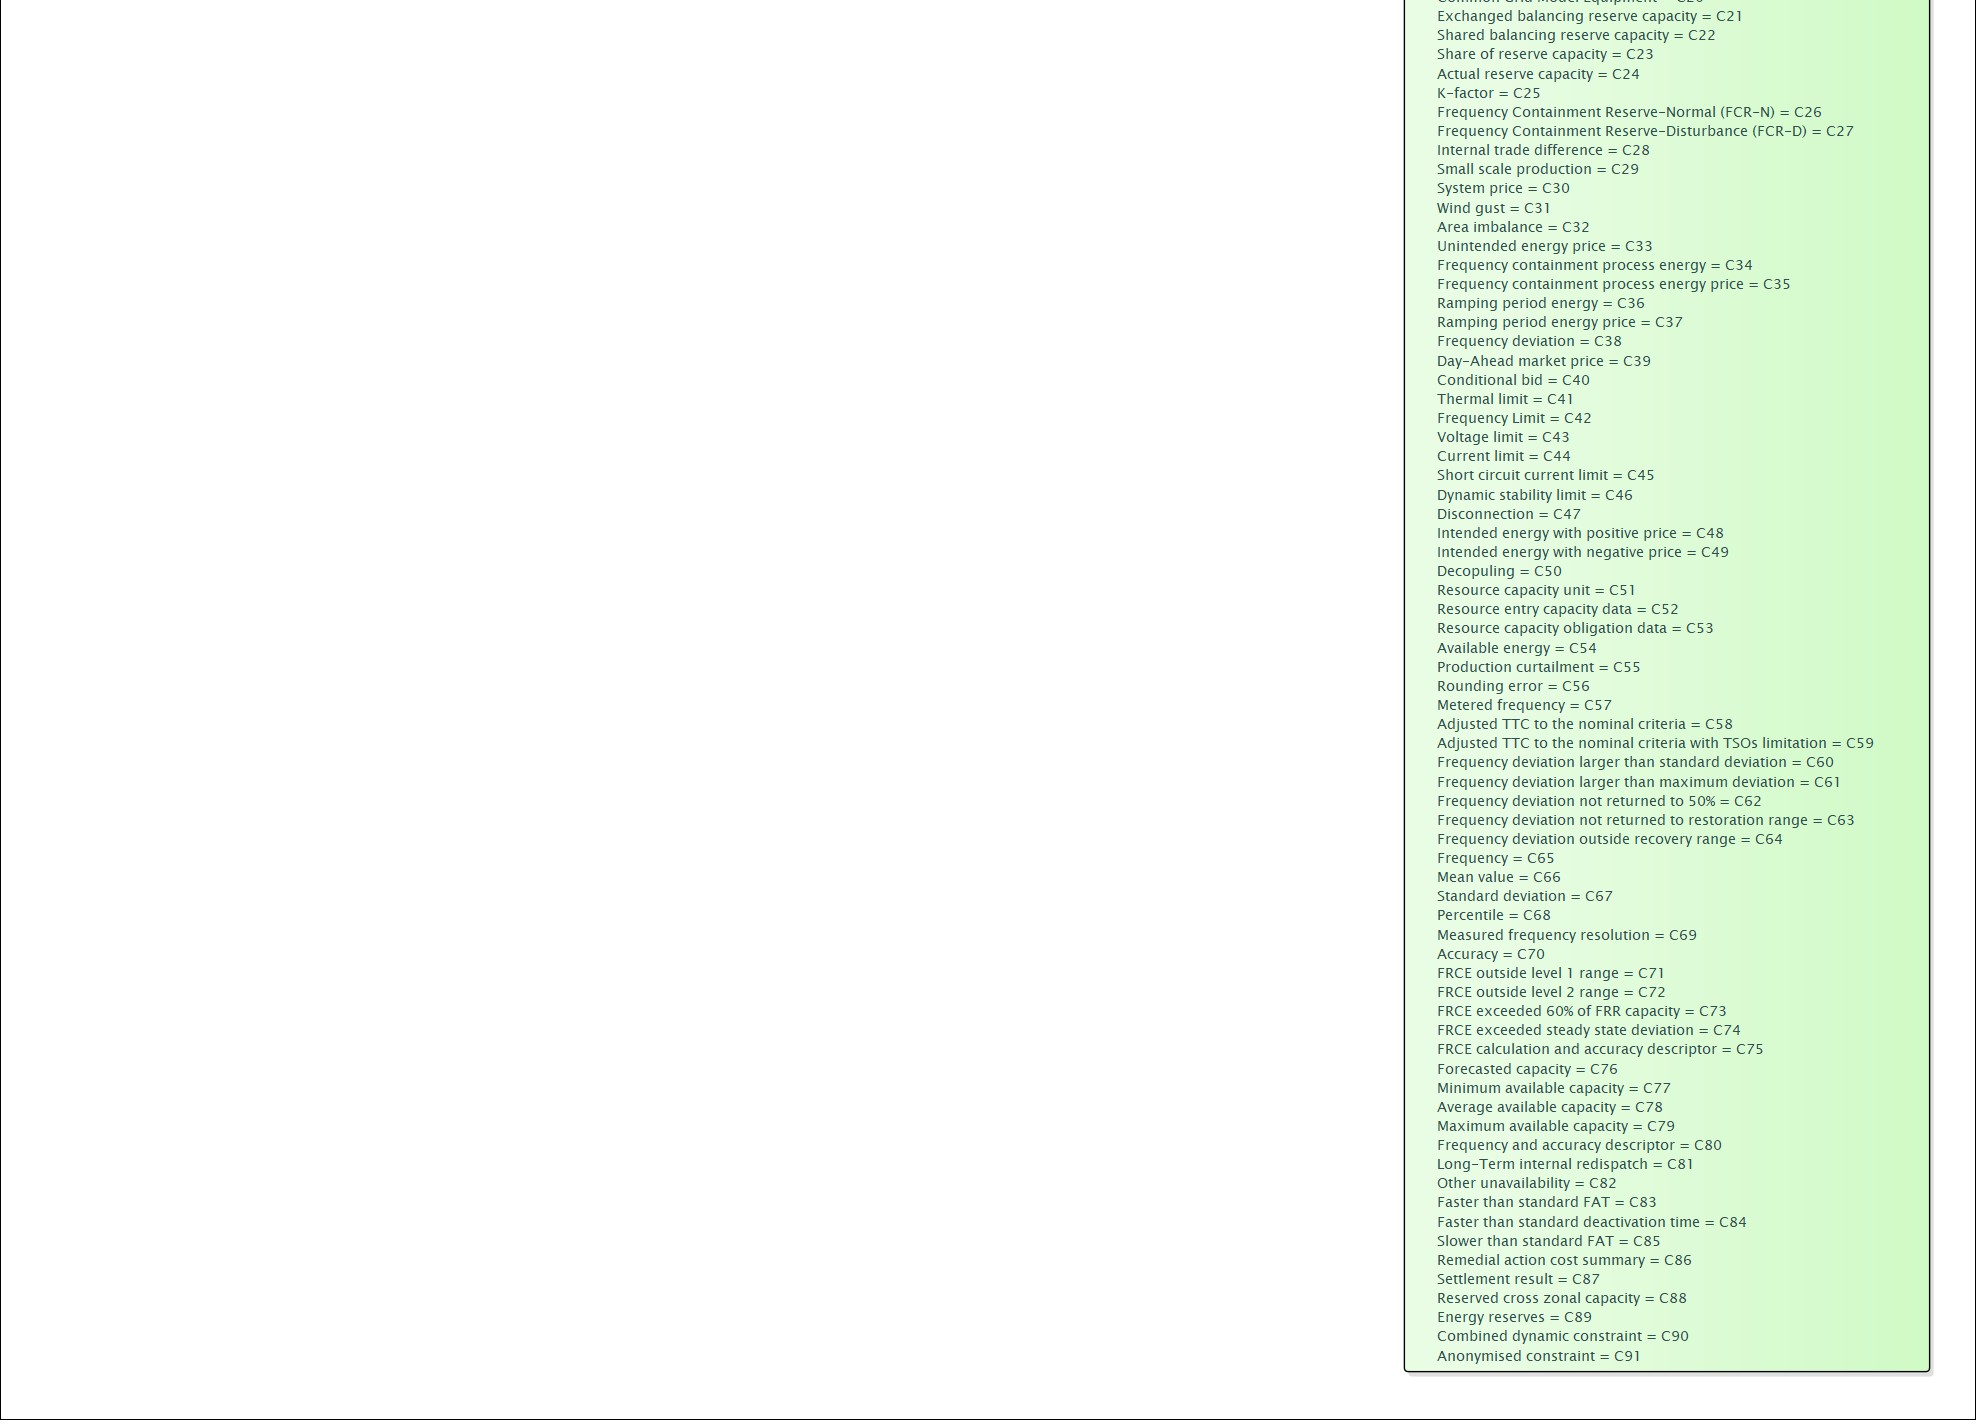 Exchanged balancing reserve capacity = C21
Shared balancing reserve capacity = C22
Share of reserve capacity = C23
Actual reserve capacity = C24
K-factor = C25
Frequency Containment Reserve-Normal (FCR-N) = C26
Frequency Containment Reserve-Disturbance (FCR-D) = C27
Internal trade difference = C28
Small scale production = C29
System price = C30
Wind gust = C31
Area imbalance = C32
Unintended energy price = C33
Frequency containment process energy = C34
Frequency containment process energy price = C35
Ramping period energy = C36
Ramping period energy price = C37
Frequency deviation = C38
Day-Ahead market price = C39
Conditional bid = C40
Thermal limit = C41
Frequency Limit = C42
Voltage limit = C43
Current limit = C44
Short circuit current limit = C45
Dynamic stability limit = C46
Disconnection = C47
Intended energy with positive price = C48
Intended energy with negative price = C49
Decopuling = C50
Resource capacity unit = C51
Resource entry capacity data = C52
Resource capacity obligation data = C53
Available energy = C54
Production curtailment = C55
Rounding error = C56
Metered frequency = C57
Adjusted TTC to the nominal criteria = C58
Adjusted TTC to the nominal criteria with TSOs limitation = C59
Frequency deviation larger than standard deviation = C60
Frequency deviation larger than maximum deviation = C61
Frequency deviation not returned to 50% = C62
Frequency deviation not returned to restoration range = C63
Frequency deviation outside recovery range = C64
Frequency = C65
Mean value = C66
Standard deviation = C67
Percentile = C68
Measured frequency resolution = C69
Accuracy = C70
FRCE outside level 1 range = C71
FRCE outside level 2 range = C72
FRCE exceeded 60% of FRR capacity = C73
FRCE exceeded steady state deviation = C74
FRCE calculation and accuracy descriptor = C75
Forecasted capacity = C76
Minimum available capacity = C77
Average available capacity = C78
Maximum available capacity = C79
Frequency and accuracy descriptor = C80
Long-Term internal redispatch = C81
Other unavailability = C82
Faster than standard FAT = C83
Faster than standard deactivation time = C84
Slower than standard FAT = C85
Remedial action cost summary = C86
Settlement result = C87
Reserved cross zonal capacity = C88
Energy reserves = C89
Combined dynamic constraint = C90
Anonymised constraint = C91